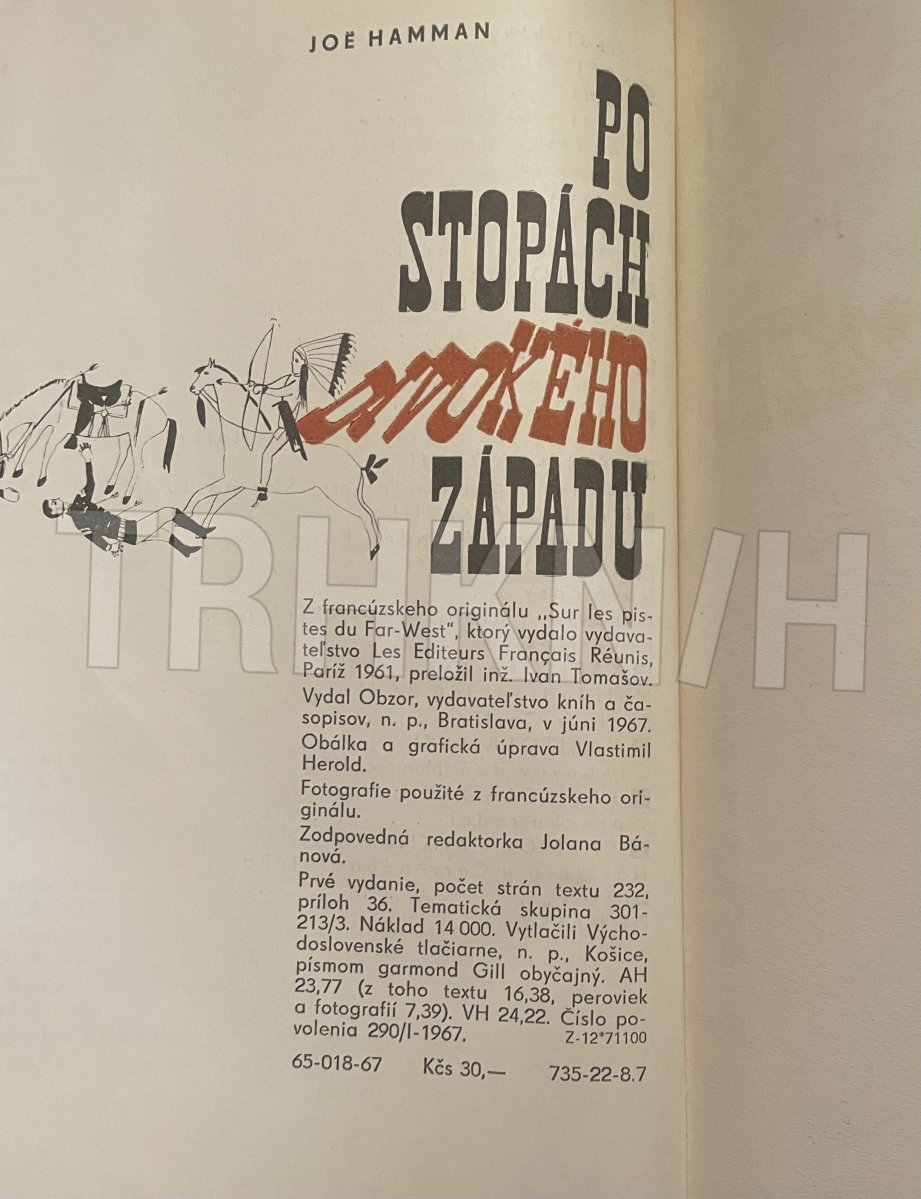 JOË HAMMAN
PO
STOPÁCH
DIVOKÉHO
ZÁPADU
TRHKNÍH
Z francúzskeho originálu „Sur les pis-
tes du Far-West“, ktorý vydalo vydava-
teľstvo Les Editeurs Français Réunis,
Paríž 1961, preložil inž. Ivan Tomašov.
Vydal Obzor, vydavateľstvo kníh a ča-
sopisov, n. p., Bratislava, v júni 1967.
Obálka a grafická úprava Vlastimil
Herold.
Fotografie použité z francúzskeho ori-
ginálu.
Zodpovedná redaktorka Jolana Bá-
nová.
Prvé vydanie, počet strán textu 232,
príloh 36. Tematická skupina 301-
213/3. Náklad 14 000. Vytlačili Výcho-
doslovenské tlačiarne, n. p., Košice,
písmom garmond Gill obyčajný. AH
23,77 (z toho textu 16,38, peroviek
a fotografií 7,39). VH 24,22. Číslo po-
volenia 290/I-1967. Z-12*71100
65-018-67 Kčs 30,— 735-22-8.7